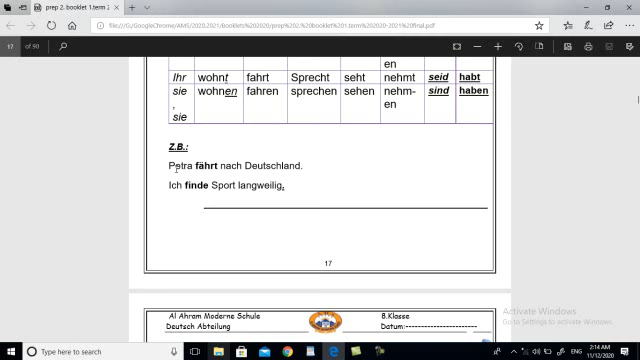 prep 2. booklet 1.term 2
file:///G:/GoogleChrome/AMS/2020.2021/booklets%202020/prep%202.%20booklet%201.term%202020-2021%20final.pdf
17 of 90
en
Ihr wohnt fahrt Sprecht seht nehmt seid habt
sie wohnen fahren sprechen sehen nehm- sind haben
, en
sie
Z.B.:
Petra fährt nach Deutschland.
Ich finde Sport langweilig.
17
Al Ahram Moderne Schule 8.Klasse
Deutsch Abteilung Datum:------------------------
Activate Windows
Go to Settings to activate Windows.
Type here to search
ENG
2:14 AM
11/12/2020